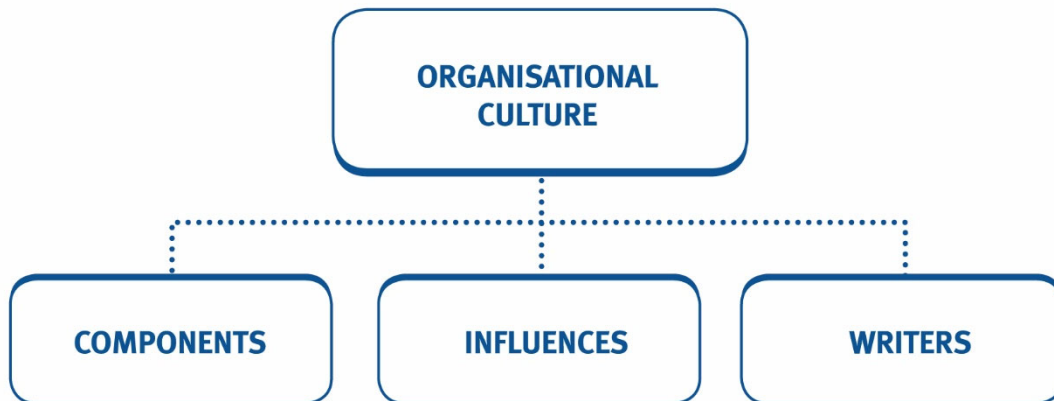 ORGANISATIONAL
CULTURE
COMPONENTS
INFLUENCES
WRITERS